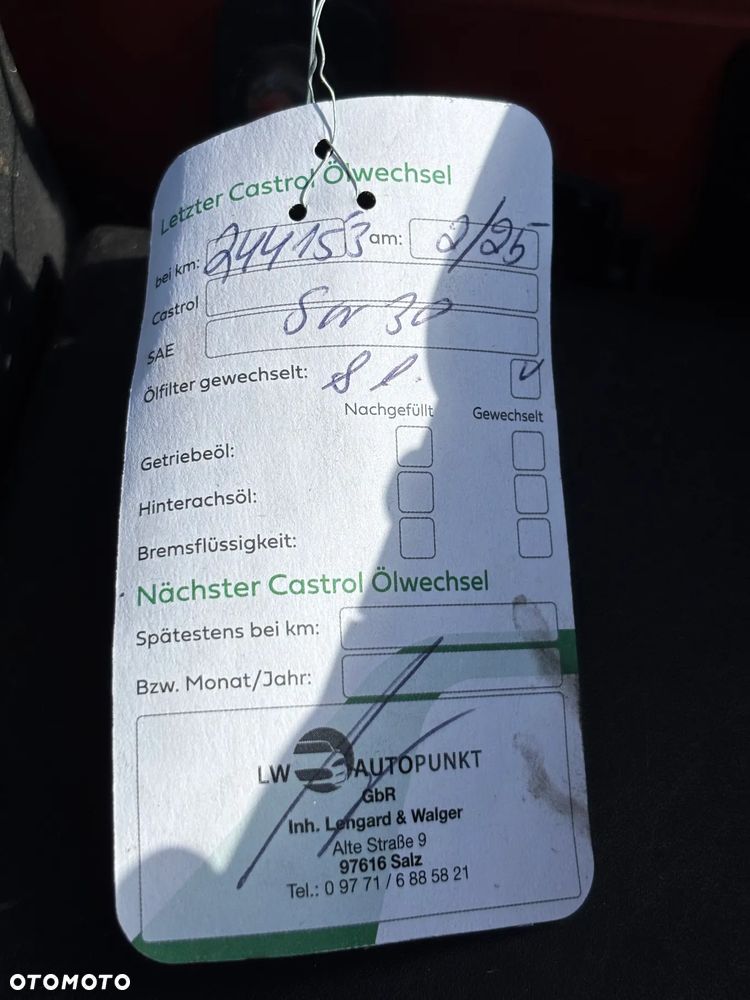 Letzter Castrol Ölwechsel
bei km: 244153 am: 2/25
Castrol
5w30
SAE
Ölfilter gewechselt: 8 l.
Nachgefüllt Gewechselt
Getriebeöl:
Hinterachsöl:
Bremsflüssigkeit:
Nächster Castrol Ölwechsel
Spätestens bei km:
Bzw. Monat/Jahr:
LW AUTOPUNKT
GbR
Inh. Lengard & Walger
Alte Straße 9
97616 Salz
Tel.: 0 97 71 / 6 88 58 21
OTOMOTO